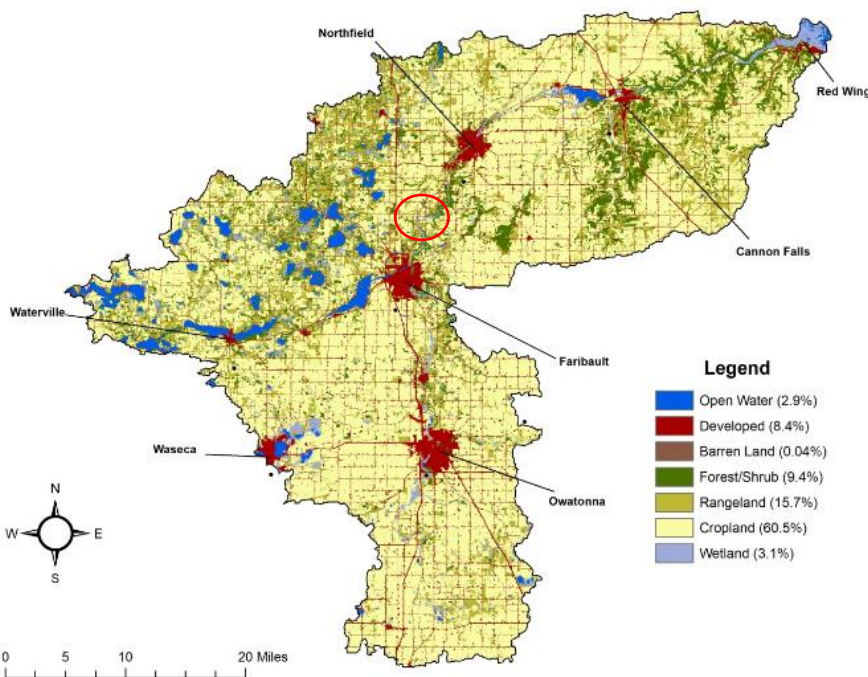 Northfield
Red Wing
Cannon Falls
Waterville
Faribault
Legend
Open Water (2.9%)
Developed (8.4%)
Barren Land (0.04%)
Forest/Shrub (9.4%)
Rangeland (15.7%)
Cropland (60.5%)
Wetland (3.1%)
Waseca
Owatonna
N
W E
S
0 5 10 20 Miles